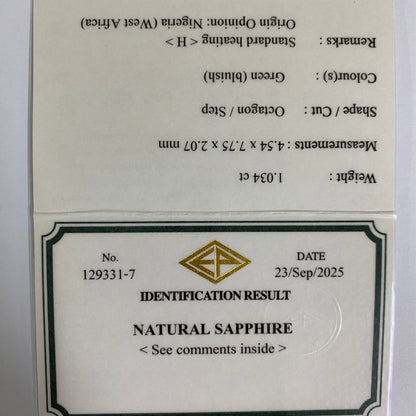 Weight : 1.034 ct
Measurements : 4.54 x 7.75 x 2.07 mm
Shape / Cut : Octagon / Step
Colour(s) : Green (bluish)
Remarks : Standard heating < H >
Origin Opinion: Nigeria (West Africa)
EP
No. DATE
129331-7 23/Sep/2025
IDENTIFICATION RESULT
NATURAL SAPPHIRE
< See comments inside >